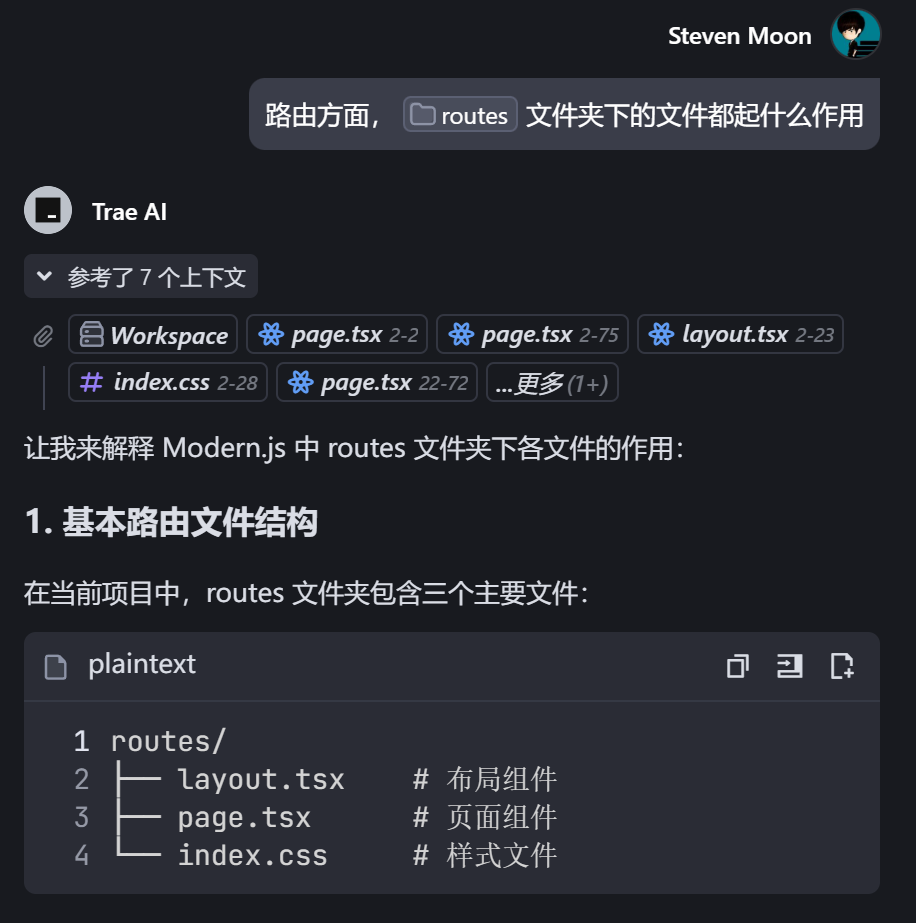 Steven Moon
路由方面， routes 文件夹下的文件都起什么作用
Trae AI
参考了 7 个上下文
Workspace page.tsx 2-2 page.tsx 2-75 layout.tsx 2-23
# index.css 2-28 page.tsx 22-72 ...更多 (1+)
让我来解释 Modern.js 中 routes 文件夹下各文件的作用：
1. 基本路由文件结构
在当前项目中，routes 文件夹包含三个主要文件：
plaintext
1 routes/
2 ├── layout.tsx    # 布局组件
3 ├── page.tsx      # 页面组件
4 └── index.css     # 样式文件